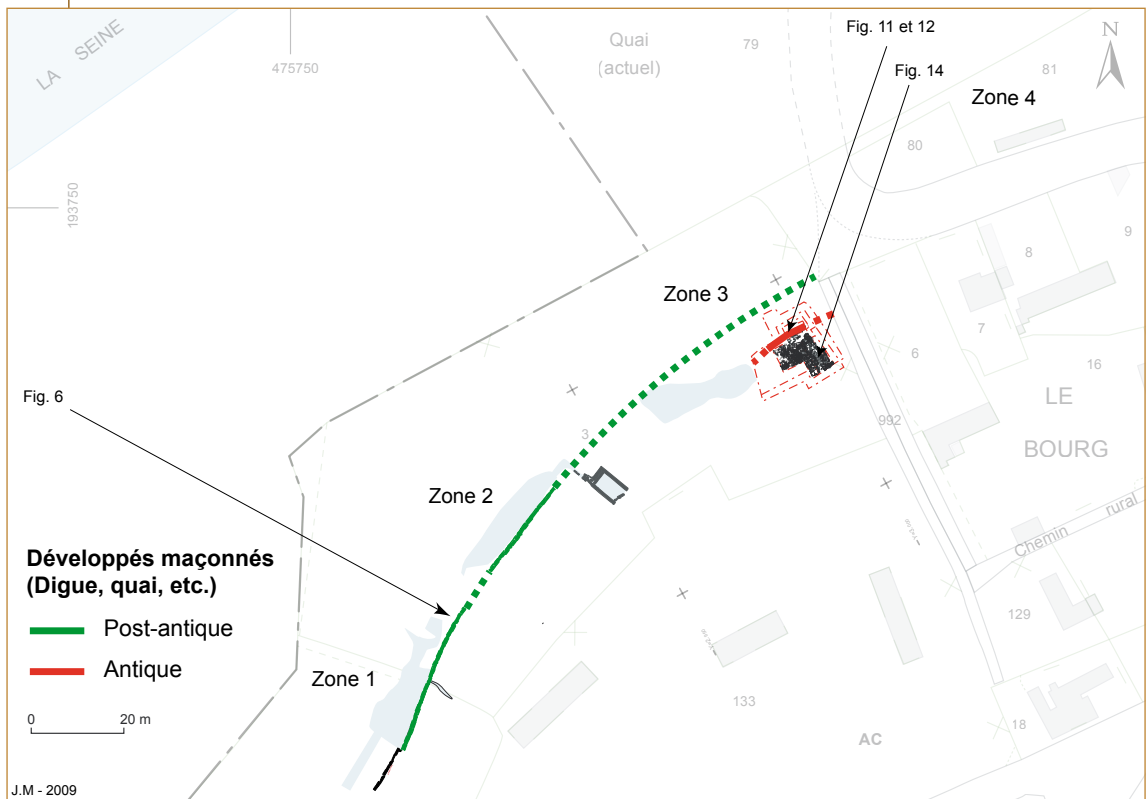 LA SEINE
475750
193750
Quai
(actuel)
79
Fig. 11 et 12
Fig. 14
N
81
Zone 4
80
9
8
7
6
16
Zone 3
LE
BOURG
992
3
Fig. 6
Zone 2
Chemin rural
Développés maçonnés
(Digue, quai, etc.)
Post-antique
Antique
129
Zone 1
0 20 m
133
18
AC
J.M - 2009